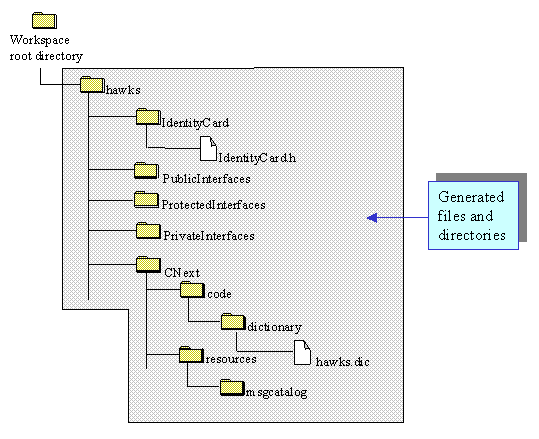 Workspace
root directory
hawks
IdentityCard
IdentityCard.h
PublicInterfaces
ProtectedInterfaces
PrivateInterfaces
CNext
code
dictionary
hawks.dic
resources
msgcatalog
Generated
files and
directories